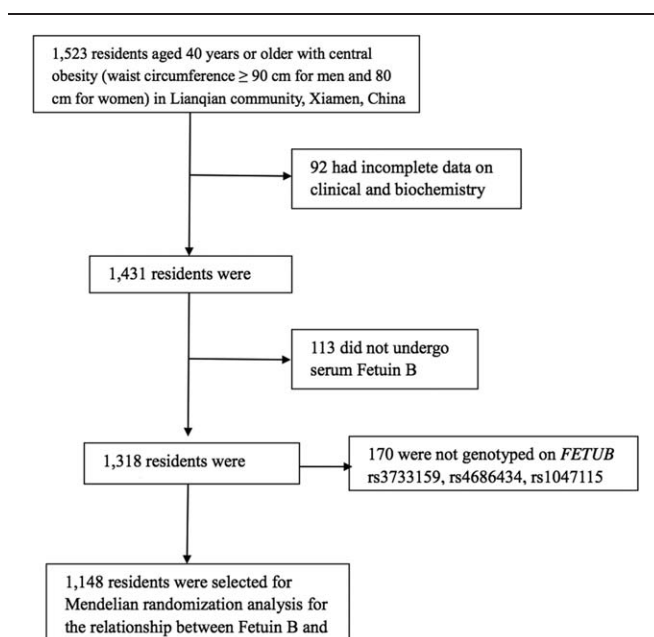 1,523 residents aged 40 years or older with central
obesity (waist circumference ≥ 90 cm for men and 80
cm for women) in Lianqian community, Xiamen, China
92 had incomplete data on
clinical and biochemistry
1,431 residents were
113 did not undergo
serum Fetuin B
1,318 residents were
170 were not genotyped on FETUB
rs3733159, rs4686434, rs1047115
1,148 residents were selected for
Mendelian randomization analysis for
the relationship between Fetuin B and